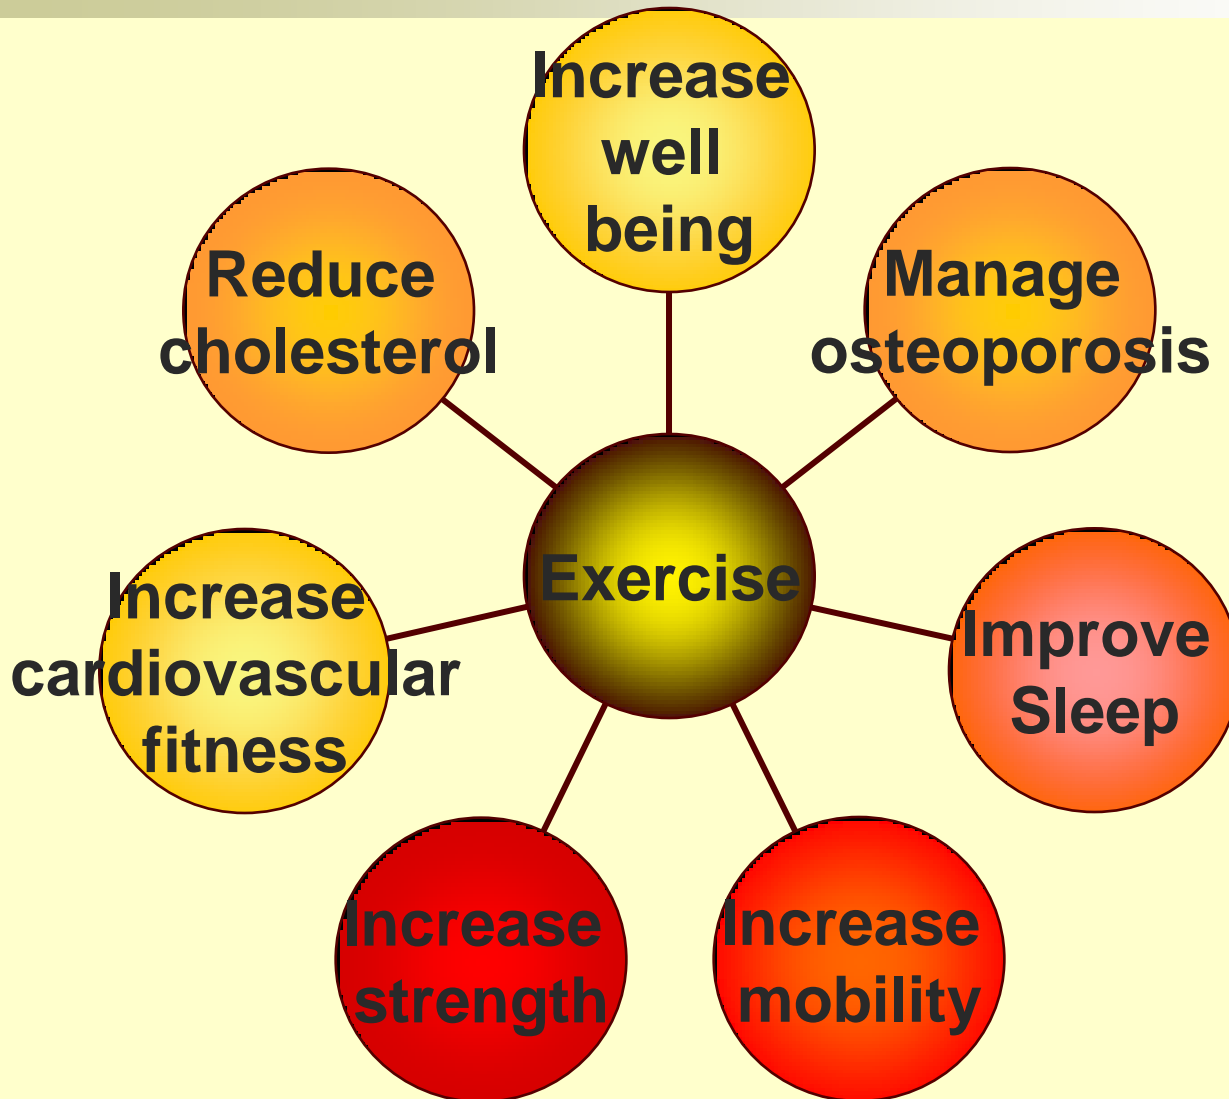 Increase
well
being
Reduce
cholesterol
Manage
osteoporosis
Exercise
Increase
cardiovascular
fitness
Improve
Sleep
Increase
strength
Increase
mobility